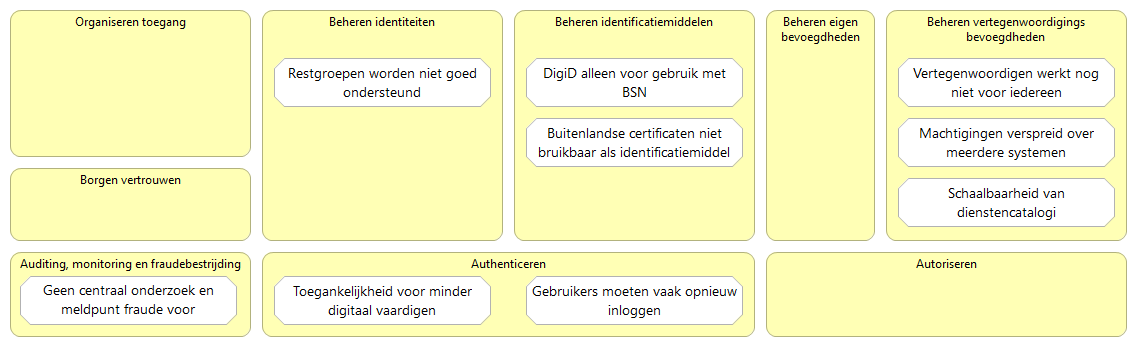 Organiseren toegang
Beheren identiteiten
Restgroepen worden niet goed
ondersteund
Beheren identificatiemiddelen
DigiD alleen voor gebruik met
BSN
Buitenlandse certificaten niet
bruikbaar als identificatiemiddel
Beheren eigen
bevoegdheden
Beheren vertegenwoordigings
bevoegdheden
Vertegenwoordigen werkt nog
niet voor iedereen
Machtigingen verspreid over
meerdere systemen
Schaalbaarheid van
dienstencatalogi
Borgen vertrouwen
Auditing, monitoring en fraudebestrijding
Geen centraal onderzoek en
meldpunt fraude voor
Authenticeren
Toegankelijkheid voor minder
digitaal vaardigen
Gebruikers moeten vaak opnieuw
inloggen
Autoriseren